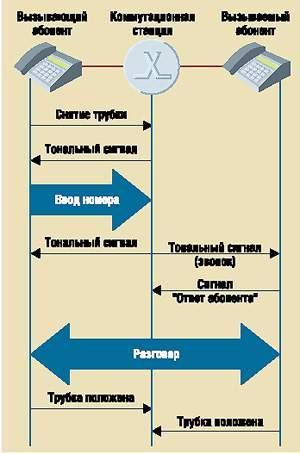 Вызывающий
абонент
Коммутационная
станция
Вызываемый
абонент
Снятие трубки
Тональный сигнал
Ввод номера
Тональный сигнал
Тональный сигнал
(звонок)
Сигнал
"Ответ абонента"
Разговор
Трубка положена
Трубка положена